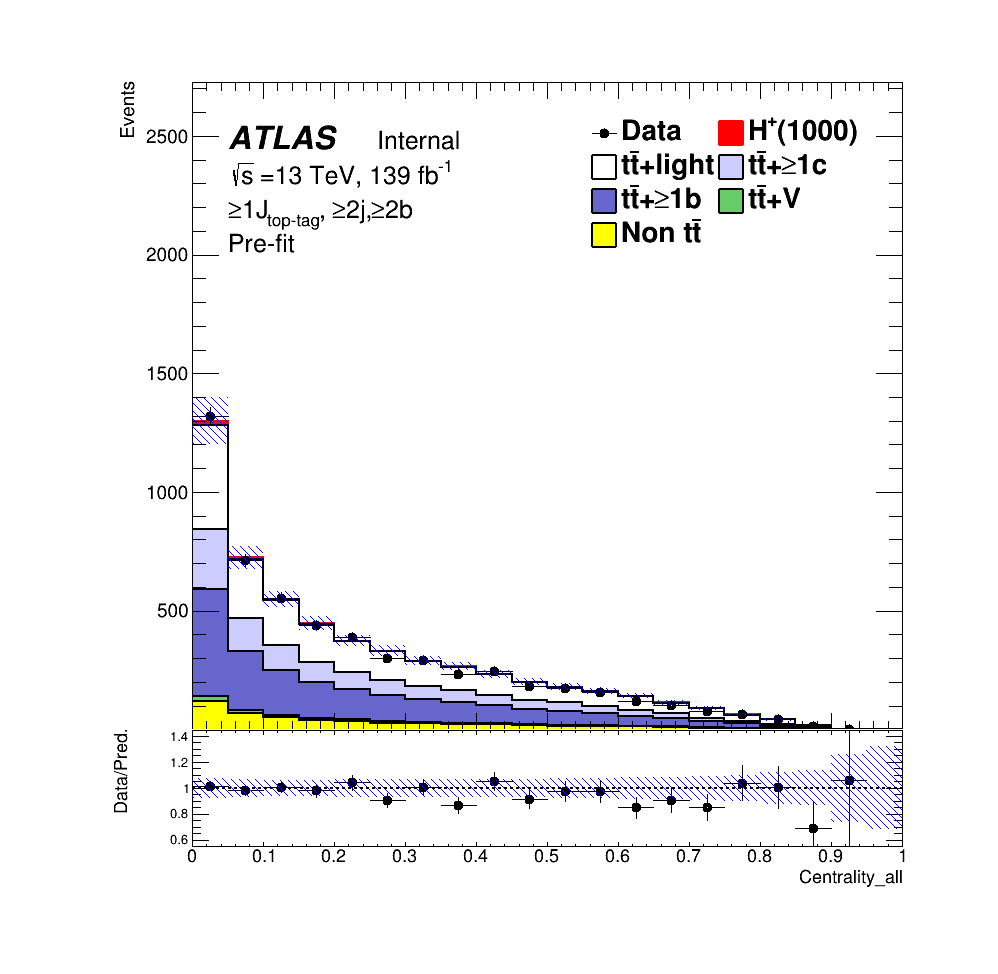 Events
2500
2000
1500
1000
500
ATLAS Internal
√s =13 TeV, 139 fb⁻¹
≥1J_top-tag, ≥2j,≥2b
Pre-fit
Data
H⁺(1000)
tt̄+light
tt̄+≥1c
tt̄+≥1b
tt̄+V
Non tt̄
Data/Pred.
1.4
1.2
1
0.8
0.6
0 0.1 0.2 0.3 0.4 0.5 0.6 0.7 0.8 0.9 1
Centrality_all